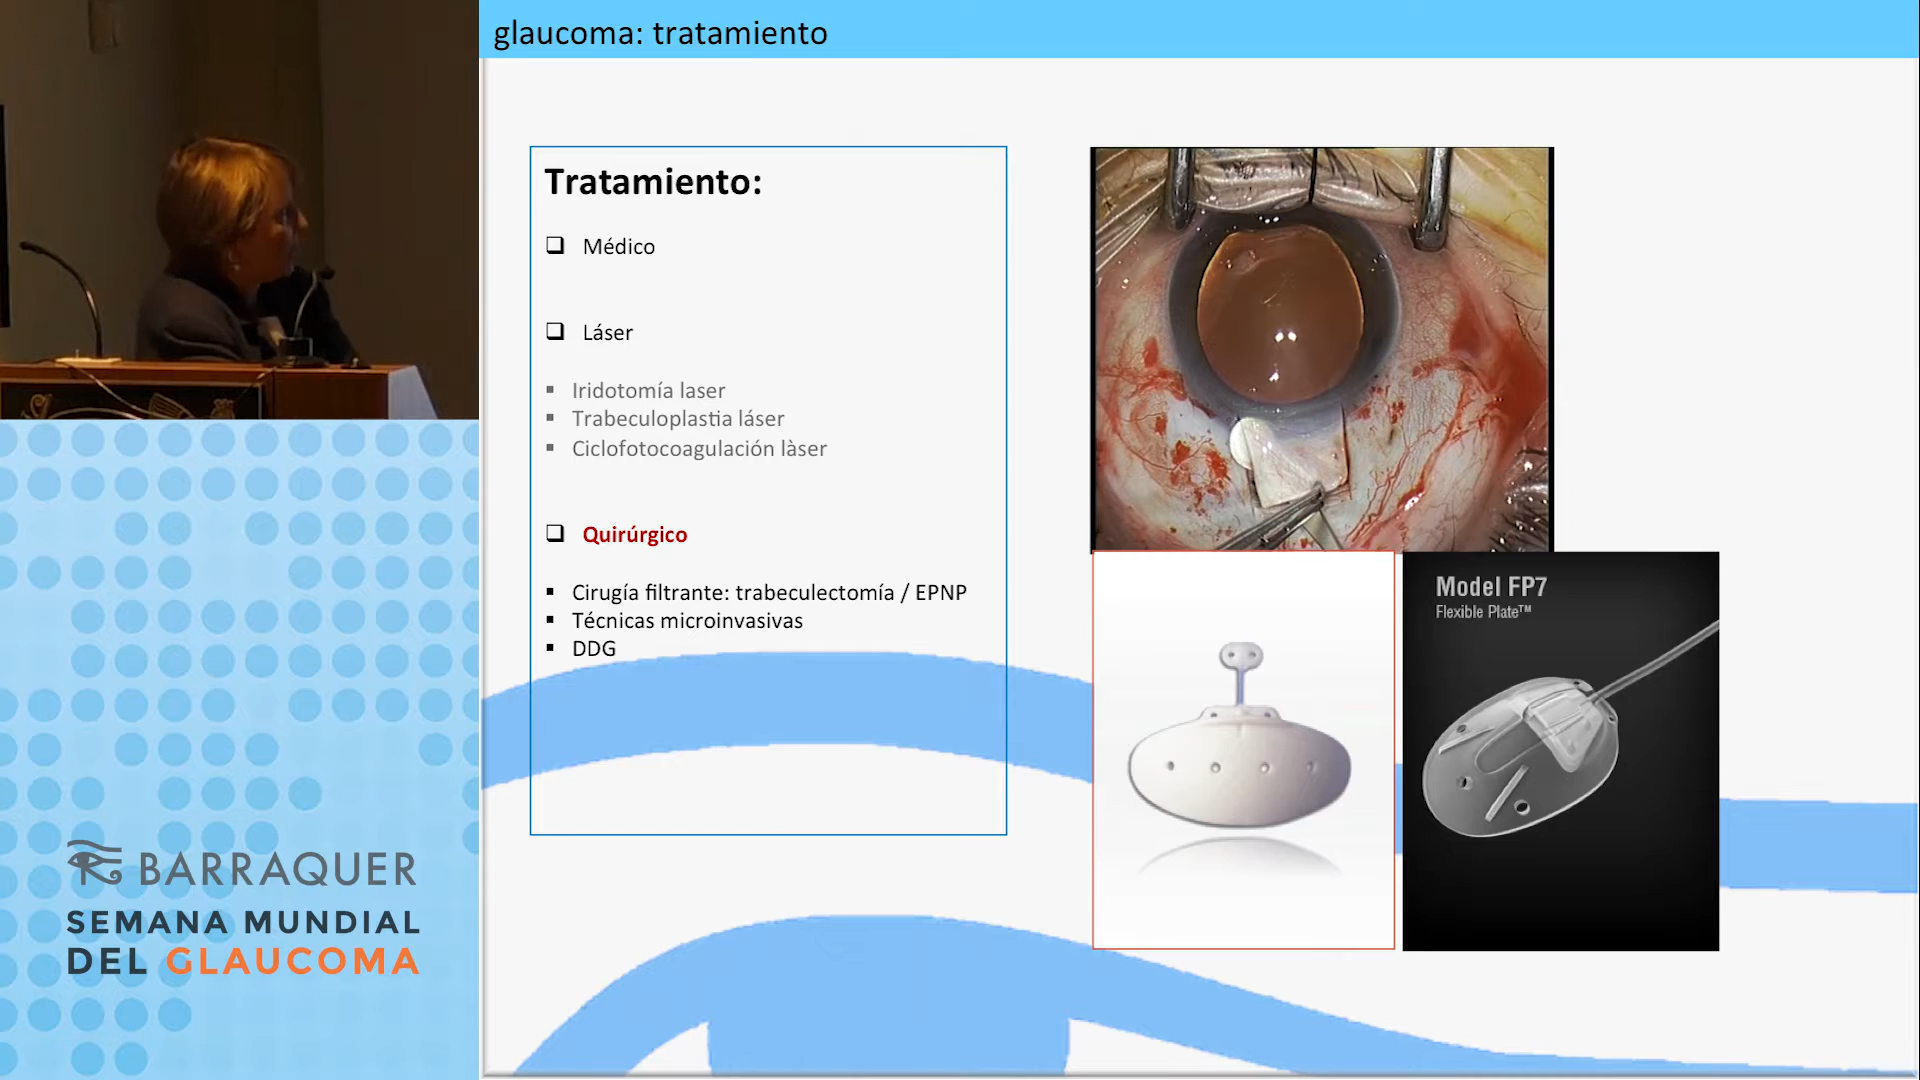 glaucoma: tratamiento
Tratamiento:
Médico
Láser
Iridotomía laser
Trabeculoplastia láser
Ciclofotocoagulación làser
Quirúrgico
Cirugía filtrante: trabeculectomía / EPNP
Técnicas microinvasivas
DDG
Model FP7
Flexible Plate™
BARRAQUER
SEMANA MUNDIAL
DEL GLAUCOMA